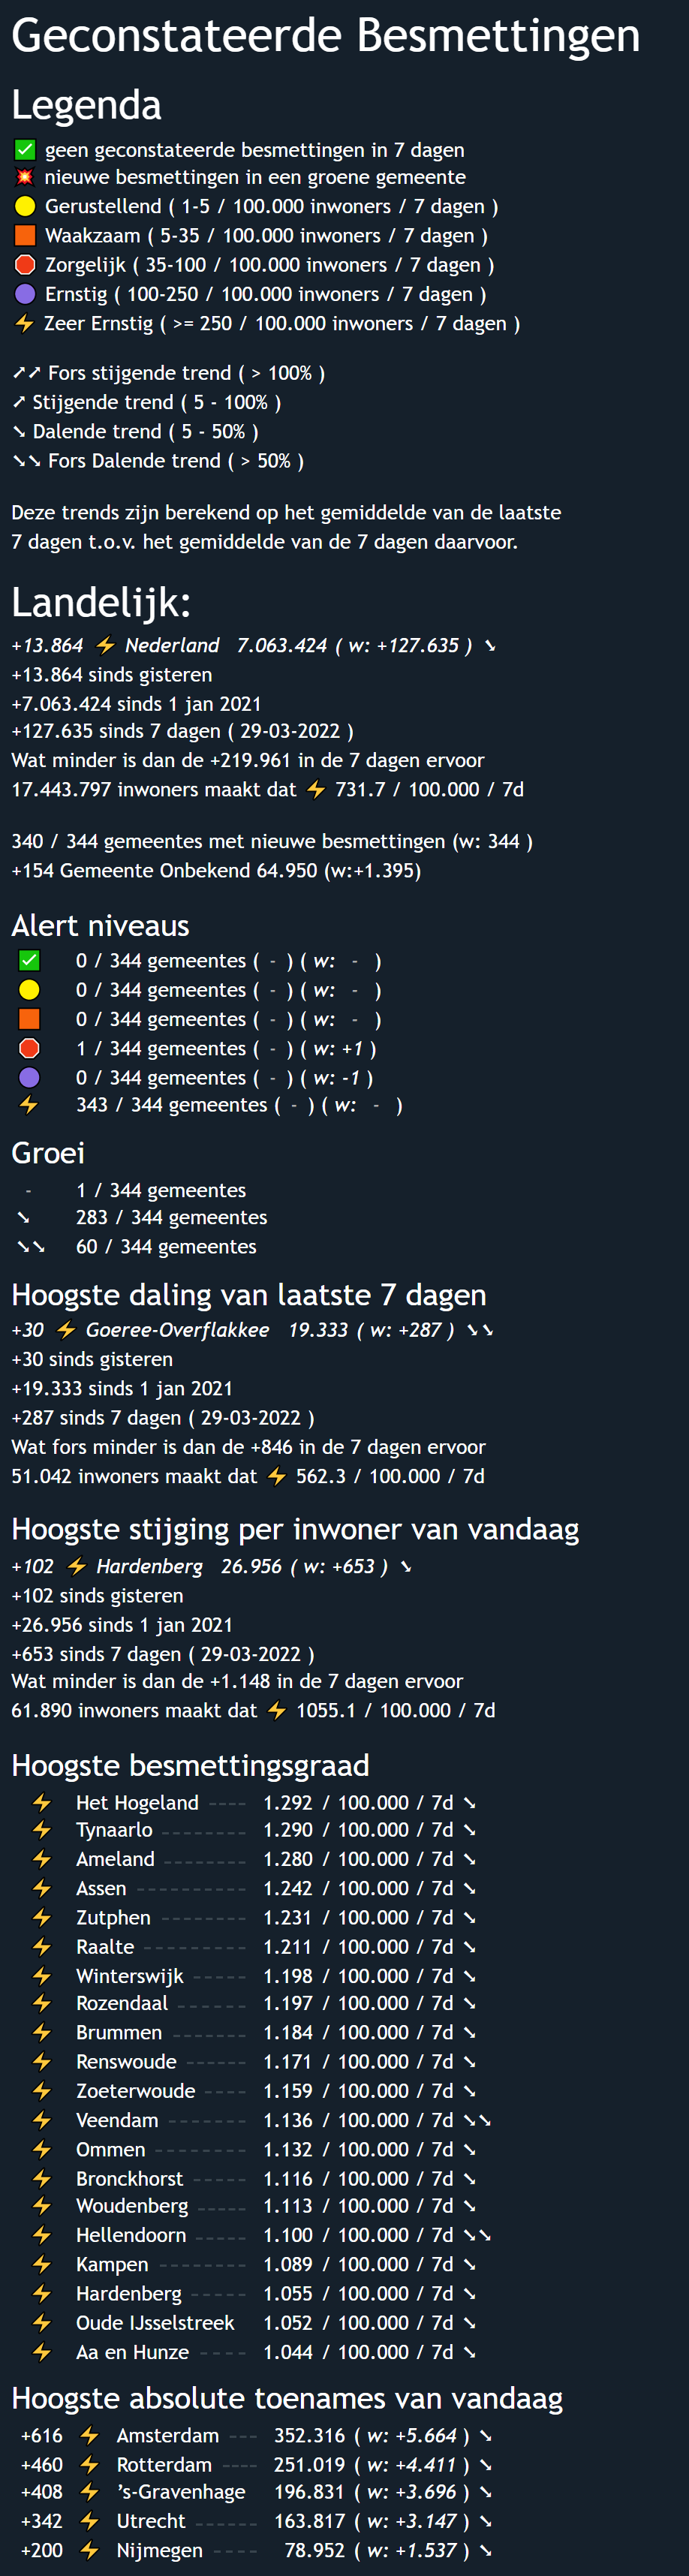 Geconstateerde Besmettingen
Legenda
✅ geen geconstateerde besmettingen in 7 dagen
💥 nieuwe besmettingen in een groene gemeente
🟡 Gerustellend ( 1-5 / 100.000 inwoners / 7 dagen )
🟧 Waakzaam ( 5-35 / 100.000 inwoners / 7 dagen )
🛑 Zorgelijk ( 35-100 / 100.000 inwoners / 7 dagen )
🟣 Ernstig ( 100-250 / 100.000 inwoners / 7 dagen )
⚡ Zeer Ernstig ( >= 250 / 100.000 inwoners / 7 dagen )
➚➚ Fors stijgende trend ( > 100% )
➚ Stijgende trend ( 5 - 100% )
➘ Dalende trend ( 5 - 50% )
➘➘ Fors Dalende trend ( > 50% )
Deze trends zijn berekend op het gemiddelde van de laatste
7 dagen t.o.v. het gemiddelde van de 7 dagen daarvoor.
Landelijk:
+13.864 ⚡ Nederland 7.063.424 ( w: +127.635 ) ➘
+13.864 sinds gisteren
+7.063.424 sinds 1 jan 2021
+127.635 sinds 7 dagen ( 29-03-2022 )
Wat minder is dan de +219.961 in de 7 dagen ervoor
17.443.797 inwoners maakt dat ⚡ 731.7 / 100.000 / 7d
340 / 344 gemeentes met nieuwe besmettingen (w: 344 )
+154 Gemeente Onbekend 64.950 (w:+1.395)
Alert niveaus
✅ 0 / 344 gemeentes ( - ) ( w: - )
🟡 0 / 344 gemeentes ( - ) ( w: - )
🟧 0 / 344 gemeentes ( - ) ( w: - )
🛑 1 / 344 gemeentes ( - ) ( w: +1 )
🟣 0 / 344 gemeentes ( - ) ( w: -1 )
⚡ 343 / 344 gemeentes ( - ) ( w: - )
Groei
- 1 / 344 gemeentes
➘ 283 / 344 gemeentes
➘➘ 60 / 344 gemeentes
Hoogste daling van laatste 7 dagen
+30 ⚡ Goeree-Overflakkee 19.333 ( w: +287 ) ➘➘
+30 sinds gisteren
+19.333 sinds 1 jan 2021
+287 sinds 7 dagen ( 29-03-2022 )
Wat fors minder is dan de +846 in de 7 dagen ervoor
51.042 inwoners maakt dat ⚡ 562.3 / 100.000 / 7d
Hoogste stijging per inwoner van vandaag
+102 ⚡ Hardenberg 26.956 ( w: +653 ) ➘
+102 sinds gisteren
+26.956 sinds 1 jan 2021
+653 sinds 7 dagen ( 29-03-2022 )
Wat minder is dan de +1.148 in de 7 dagen ervoor
61.890 inwoners maakt dat ⚡ 1055.1 / 100.000 / 7d
Hoogste besmettingsgraad
⚡ Het Hogeland ---- 1.292 / 100.000 / 7d ➘
⚡ Tynaarlo -------- 1.290 / 100.000 / 7d ➘
⚡ Ameland -------- 1.280 / 100.000 / 7d ➘
⚡ Assen ---------- 1.242 / 100.000 / 7d ➘
⚡ Zutphen -------- 1.231 / 100.000 / 7d ➘
⚡ Raalte ---------- 1.211 / 100.000 / 7d ➘
⚡ Winterswijk ----- 1.198 / 100.000 / 7d ➘
⚡ Rozendaal ------ 1.197 / 100.000 / 7d ➘
⚡ Brummen ------- 1.184 / 100.000 / 7d ➘
⚡ Renswoude ------ 1.171 / 100.000 / 7d ➘
⚡ Zoeterwoude ---- 1.159 / 100.000 / 7d ➘
⚡ Veendam ------- 1.136 / 100.000 / 7d ➘➘
⚡ Ommen --------- 1.132 / 100.000 / 7d ➘
⚡ Bronckhorst ----- 1.116 / 100.000 / 7d ➘
⚡ Woudenberg ----- 1.113 / 100.000 / 7d ➘
⚡ Hellendoorn ----- 1.100 / 100.000 / 7d ➘➘
⚡ Kampen -------- 1.089 / 100.000 / 7d ➘
⚡ Hardenberg ----- 1.055 / 100.000 / 7d ➘
⚡ Oude IJsselstreek 1.052 / 100.000 / 7d ➘
⚡ Aa en Hunze ---- 1.044 / 100.000 / 7d ➘
Hoogste absolute toenames van vandaag
+616 ⚡ Amsterdam --- 352.316 ( w: +5.664 ) ➘
+460 ⚡ Rotterdam ---- 251.019 ( w: +4.411 ) ➘
+408 ⚡ ’s-Gravenhage 196.831 ( w: +3.696 ) ➘
+342 ⚡ Utrecht ------ 163.817 ( w: +3.147 ) ➘
+200 ⚡ Nijmegen ---- 78.952 ( w: +1.537 ) ➘